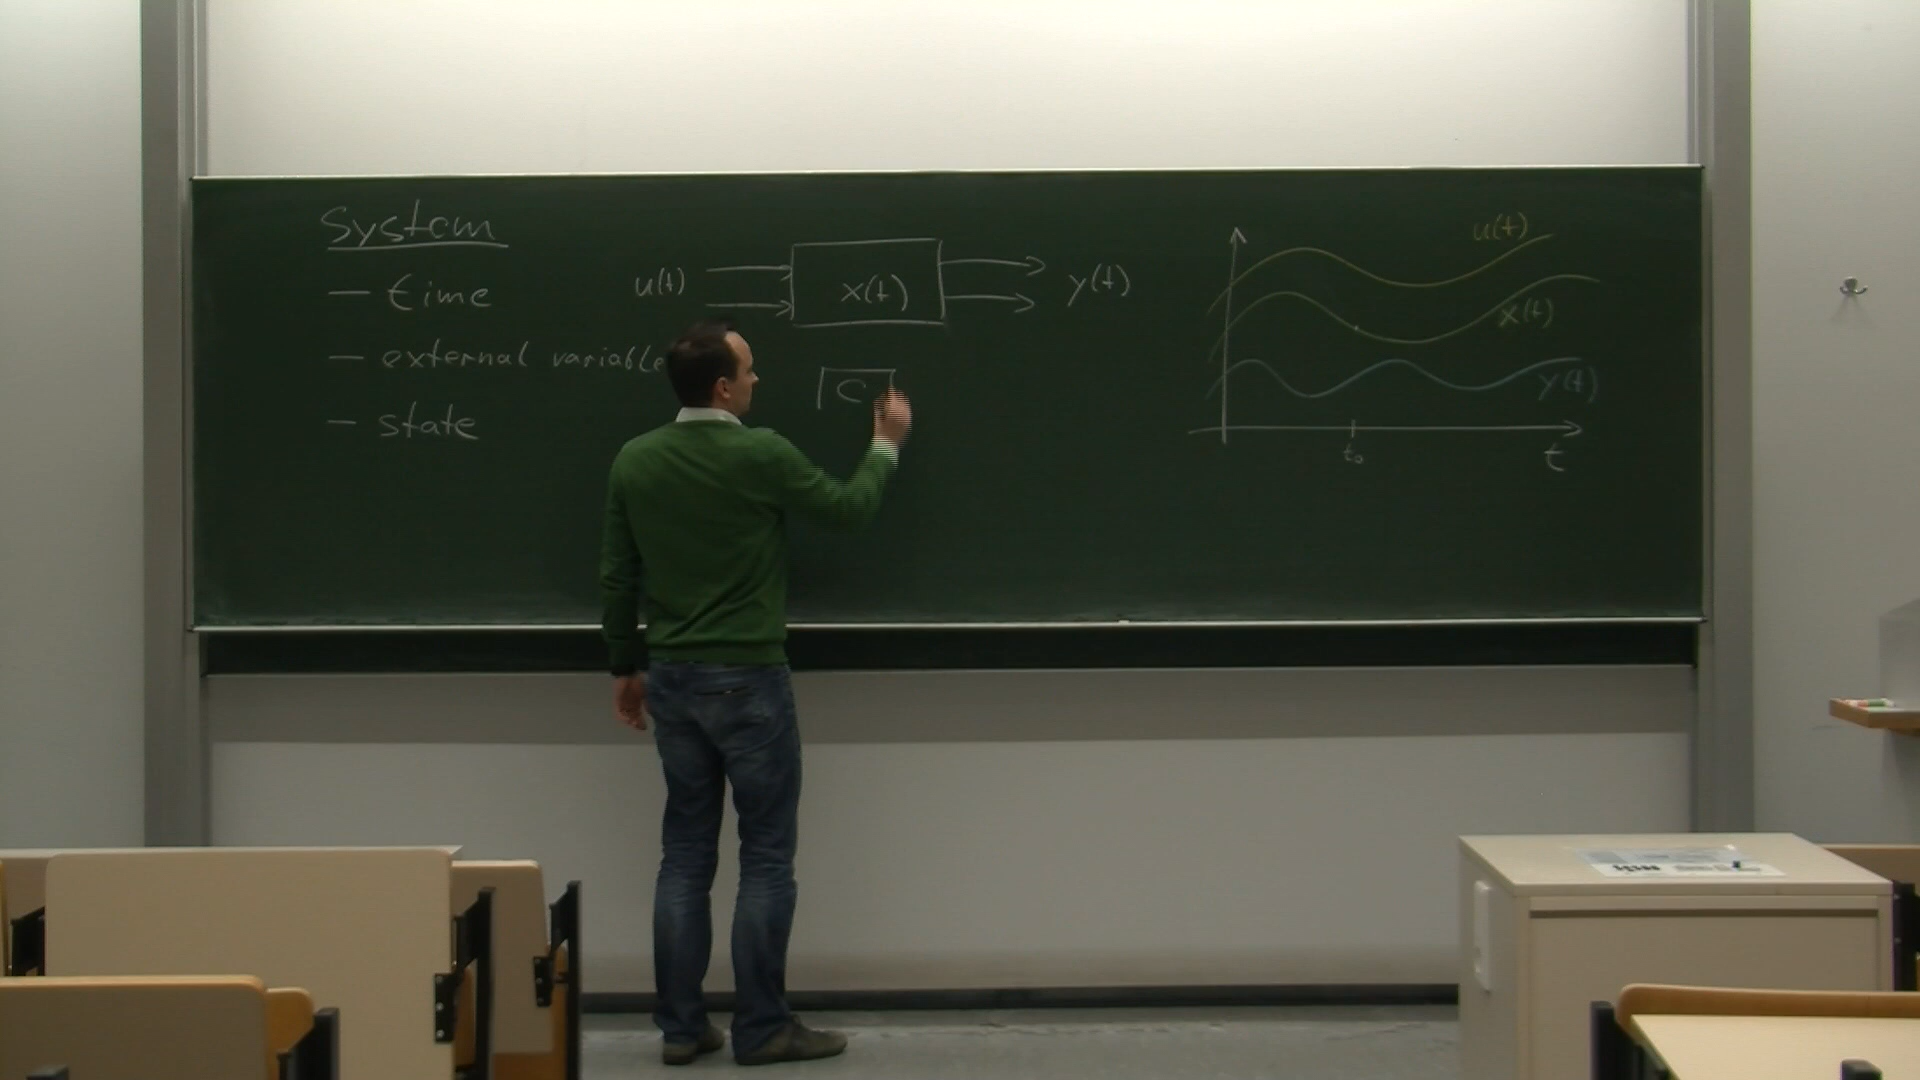 System
— time
— external variable
— state
u(t)
x(t)
y(t)
C
u(t)
x(t)
y(t)
t₀
t